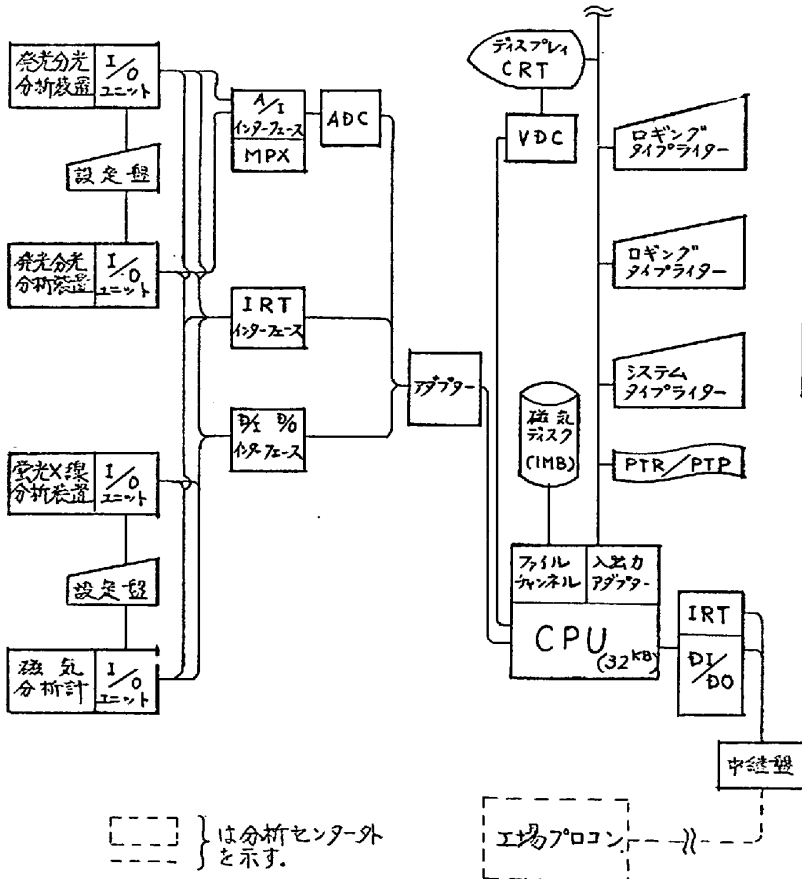 発光分光
分析装置
I/O
ユニット
設定盤
発光分光
分析装置
I/O
ユニット
蛍光X線
分析装置
I/O
ユニット
設定盤
磁気
分析計
I/O
ユニット
A/I
インターフェース
MPX
ADC
IRT
インターフェース
D/I D/O
インターフェース
アダプター
ディスプレイ
CRT
VDC
ロギング
タイプライター
ロギング
タイプライター
システム
タイプライター
PTR/PTP
磁気
ディスク
(1MB)
ファイル
チャンネル
入出力
アダプター
CPU
(32KB)
IRT
DI/DO
中継盤
工場プロコン
は分析センター外
を示す.